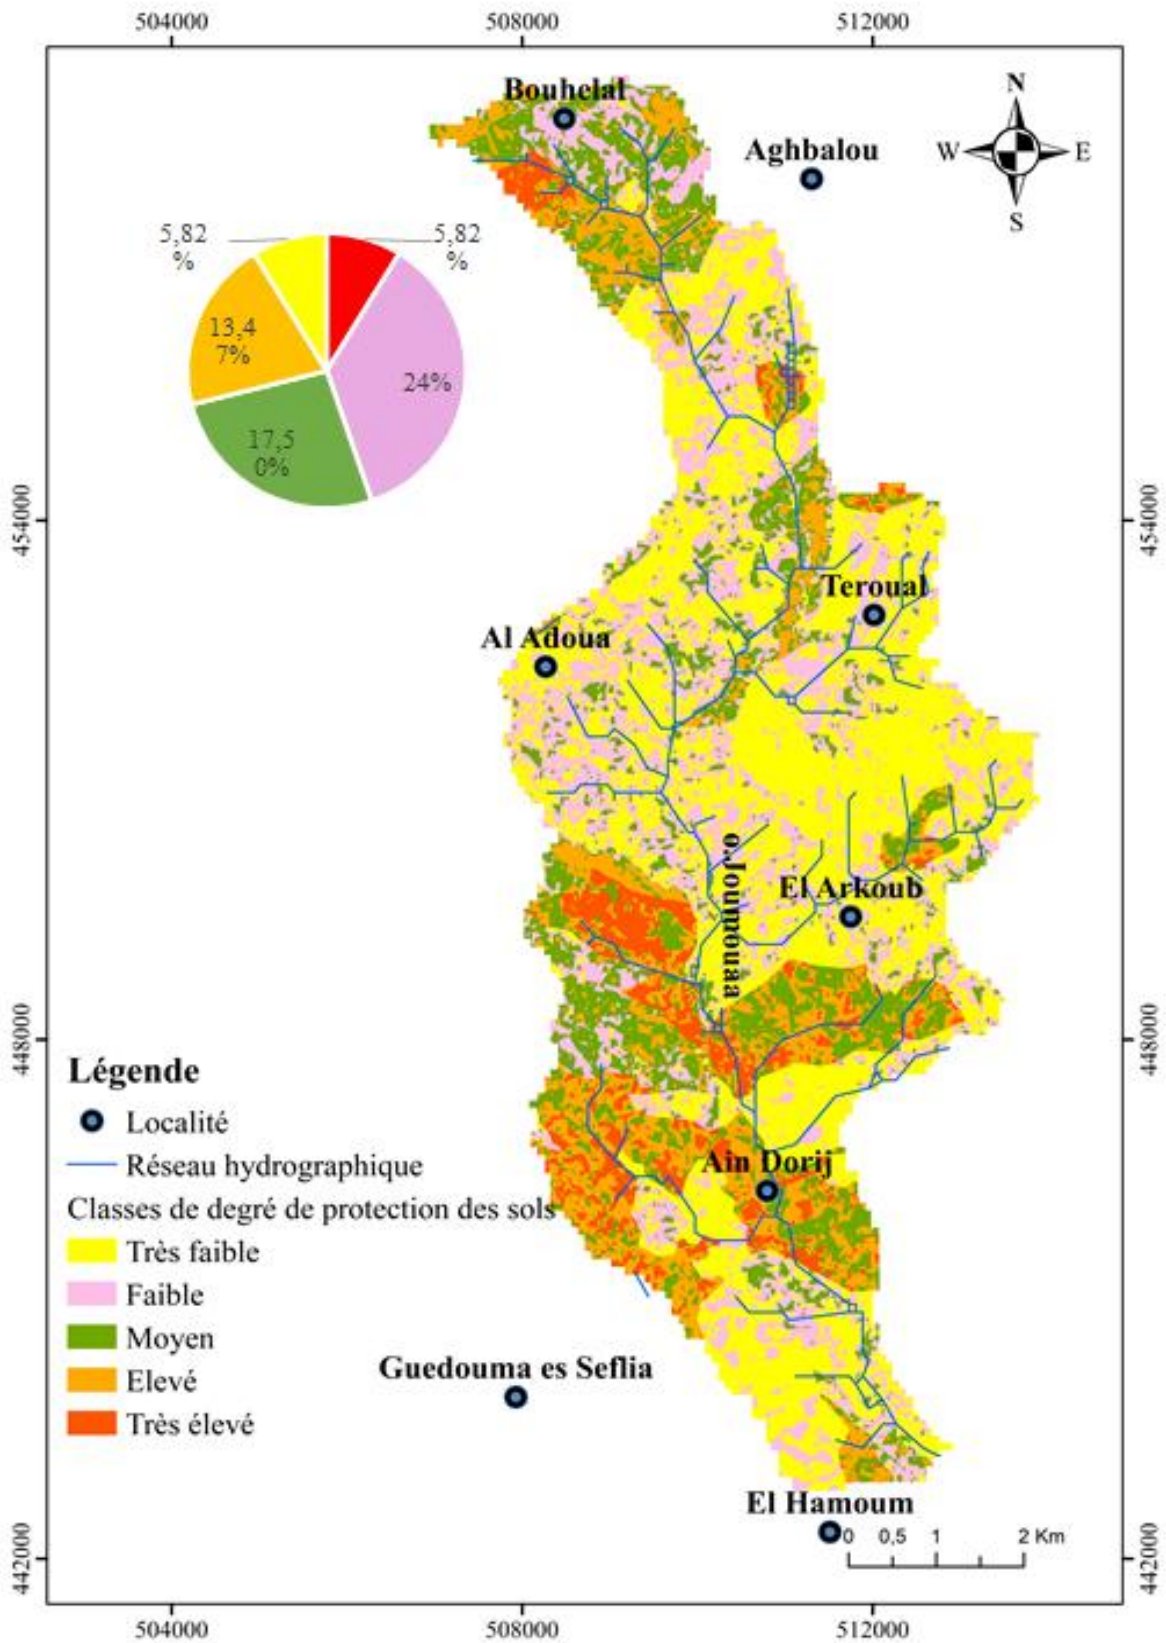 504000
508000
512000
Bouhelal
Aghbalou
N
W
E
S
5,82
%
5,82
%
13,4
7%
24%
17,5
0%
454000
454000
Teroual
Al Adoua
o.Joumouaa
El Arkoub
448000
448000
Légende
Localité
Réseau hydrographique
Classes de degré de protection des sols
Très faible
Faible
Moyen
Elevé
Très élevé
Ain Dorij
Guedouma es Seflia
El Hamoum
0 0,5 1 2 Km
442000
442000
504000
508000
512000